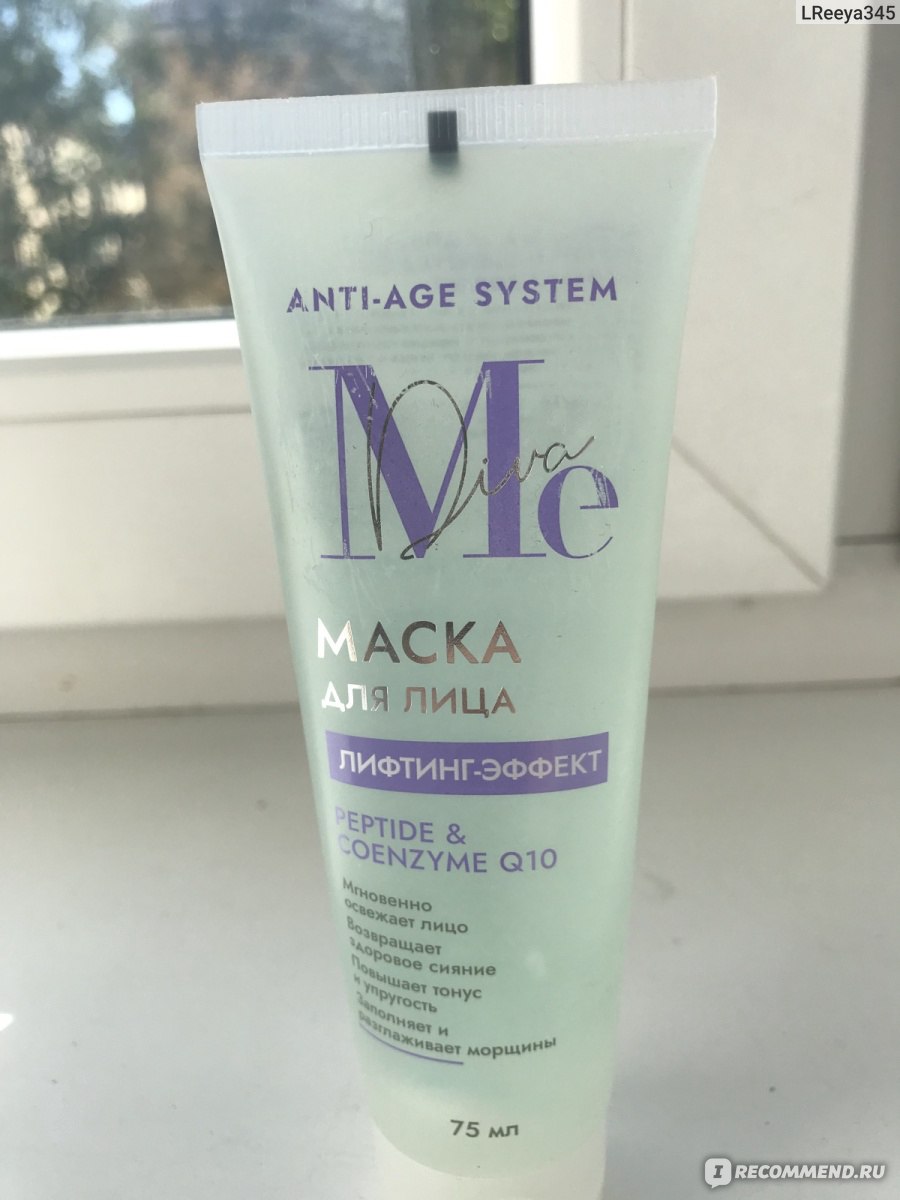 LReeya345
ANTI-AGE SYSTEM
Me
Diva
МАСКА
ДЛЯ ЛИЦА
ЛИФТИНГ-ЭФФЕКТ
PEPTIDE &
COENZYME Q10
Мгновенно
освежает лицо
Возвращает
здоровое сияние
Повышает тонус
и упругость
Заполняет и
разглаживает морщины
75 мл
IRECOMMEND.RU